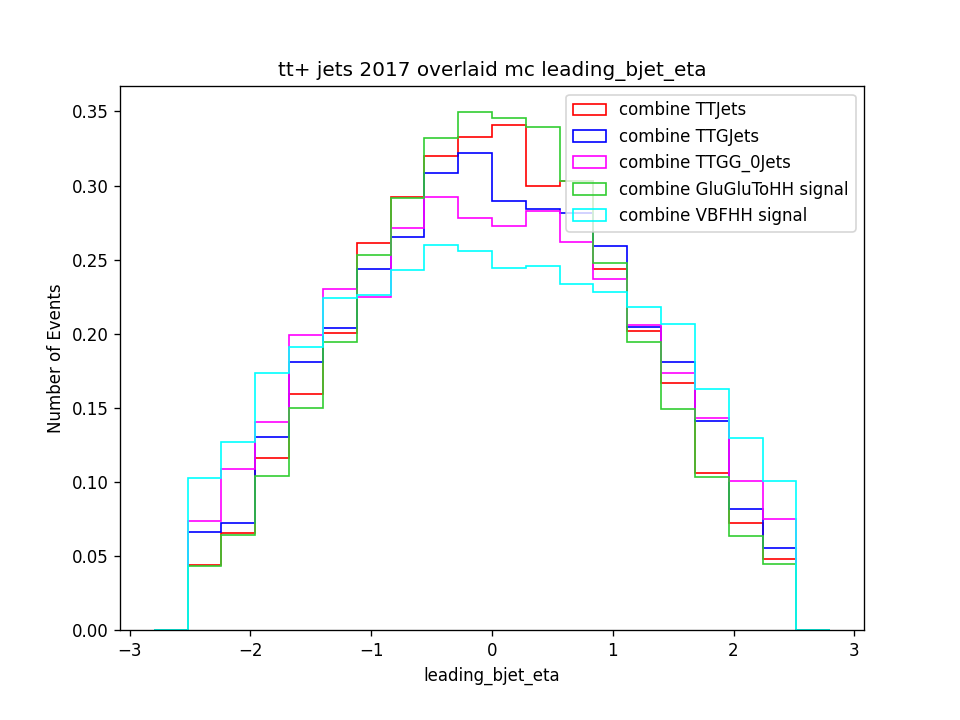 tt+ jets 2017 overlaid mc leading_bjet_eta
combine TTJets
combine TTGJets
combine TTGG_0Jets
combine GluGluToHH signal
combine VBFHH signal
Number of Events
0.35
0.30
0.25
0.20
0.15
0.10
0.05
0.00
−3 −2 −1 0 1 2 3
leading_bjet_eta